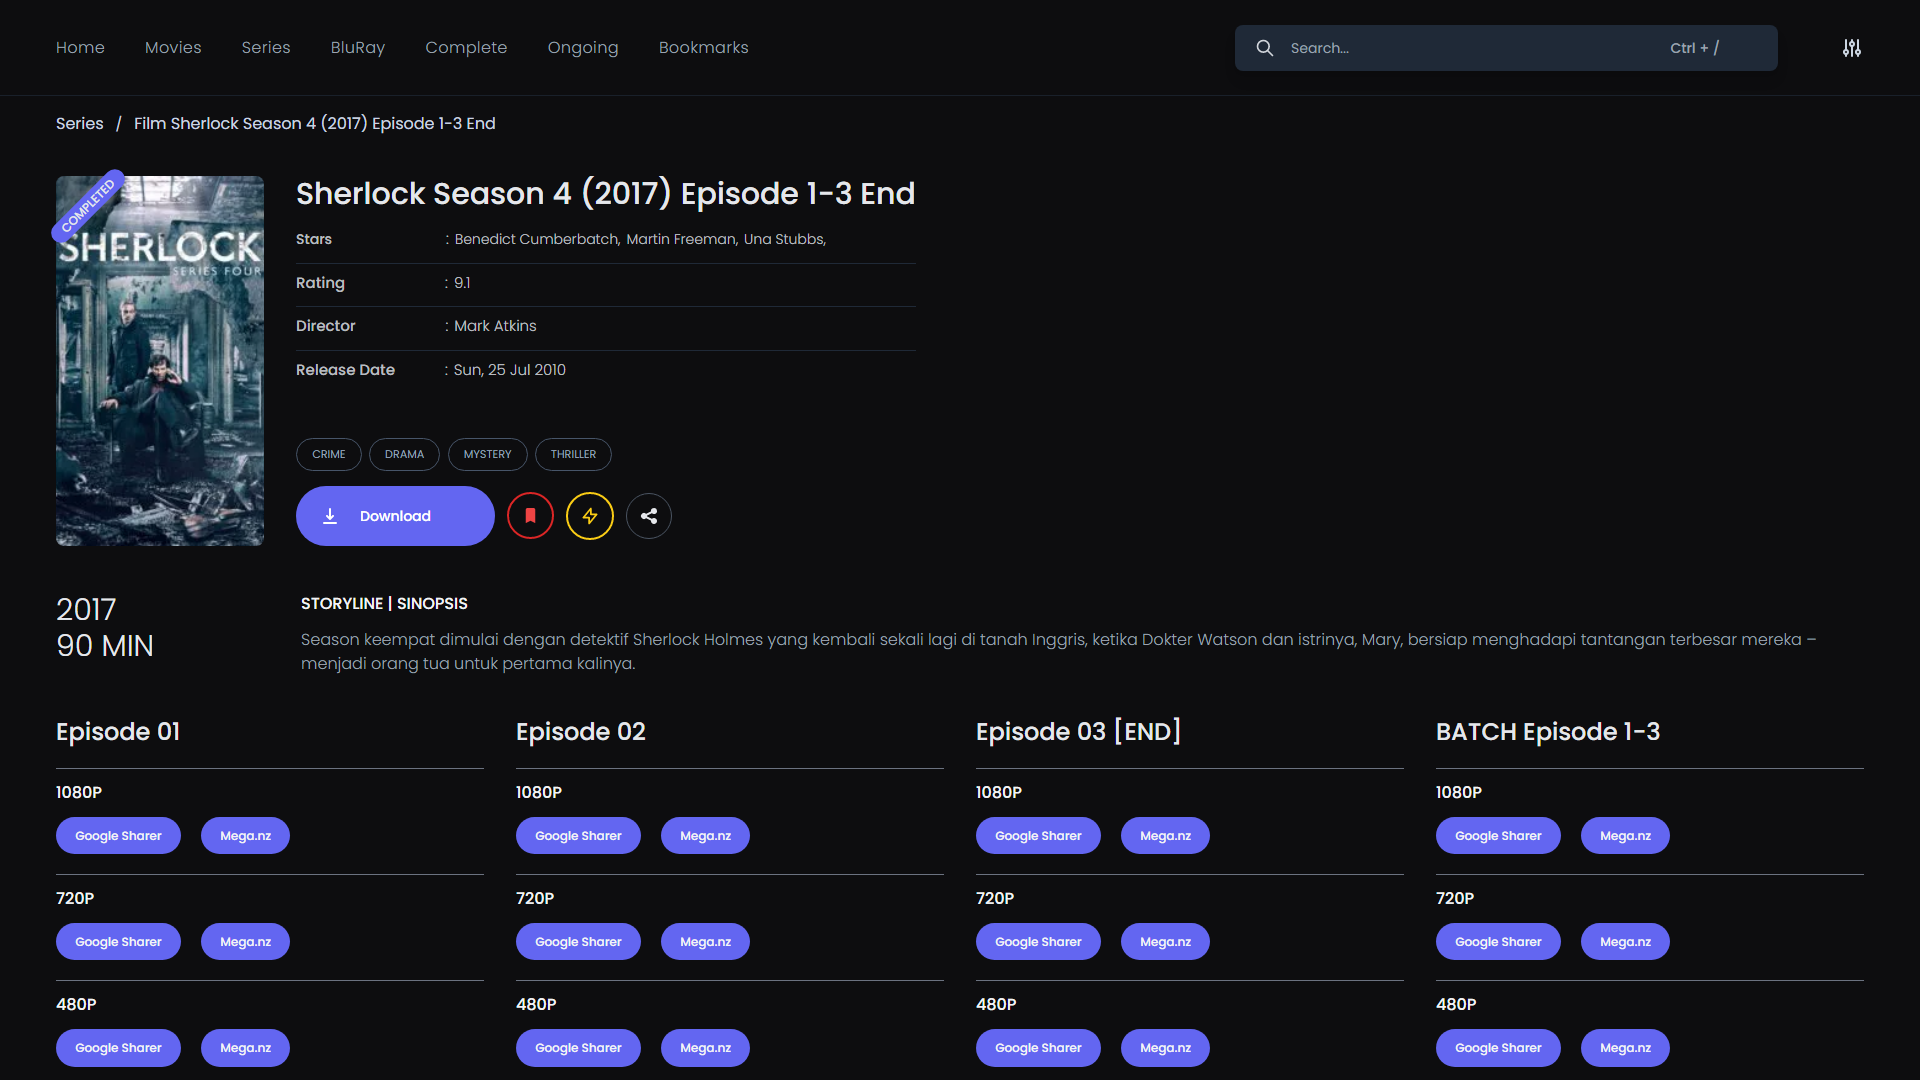 Home
Movies
Series
BluRay
Complete
Ongoing
Bookmarks
Search...
Ctrl + /
Series / Film Sherlock Season 4 (2017) Episode 1-3 End
COMPLETED
SHERLOCK
SERIES FOUR
Sherlock Season 4 (2017) Episode 1-3 End
Stars : Benedict Cumberbatch, Martin Freeman, Una Stubbs,
Rating : 9.1
Director : Mark Atkins
Release Date : Sun, 25 Jul 2010
CRIME
DRAMA
MYSTERY
THRILLER
Download
2017
90 MIN
STORYLINE | SINOPSIS
Season keempat dimulai dengan detektif Sherlock Holmes yang kembali sekali lagi di tanah Inggris, ketika Dokter Watson dan istrinya, Mary, bersiap menghadapi tantangan terbesar mereka –
menjadi orang tua untuk pertama kalinya.
Episode 01
1080P
Google Sharer
Mega.nz
720P
Google Sharer
Mega.nz
480P
Google Sharer
Mega.nz
Episode 02
1080P
Google Sharer
Mega.nz
720P
Google Sharer
Mega.nz
480P
Google Sharer
Mega.nz
Episode 03 [END]
1080P
Google Sharer
Mega.nz
720P
Google Sharer
Mega.nz
480P
Google Sharer
Mega.nz
BATCH Episode 1-3
1080P
Google Sharer
Mega.nz
720P
Google Sharer
Mega.nz
480P
Google Sharer
Mega.nz